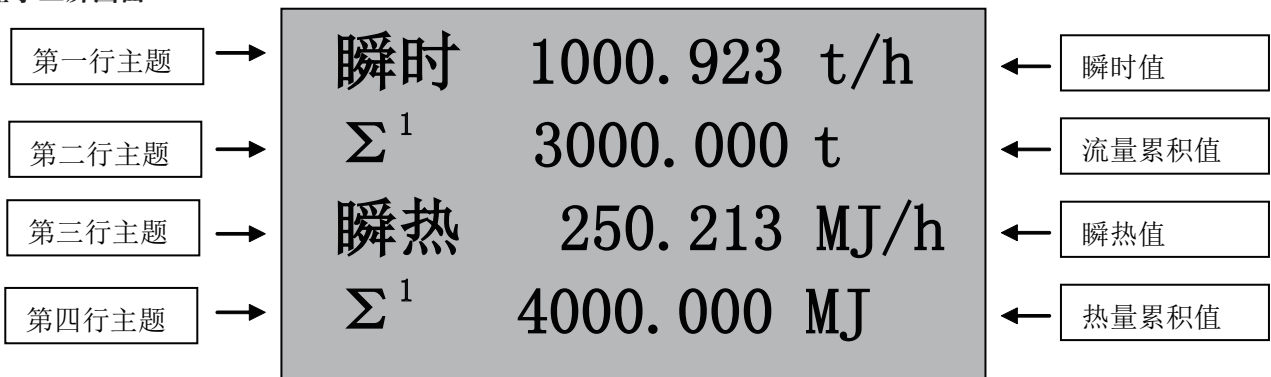 第一行主题 瞬时 1000.923 t/h 瞬时值
第二行主题 Σ¹ 3000.000 t 流量累积值
第三行主题 瞬热 250.213 MJ/h 瞬热值
第四行主题 Σ¹ 4000.000 MJ 热量累积值